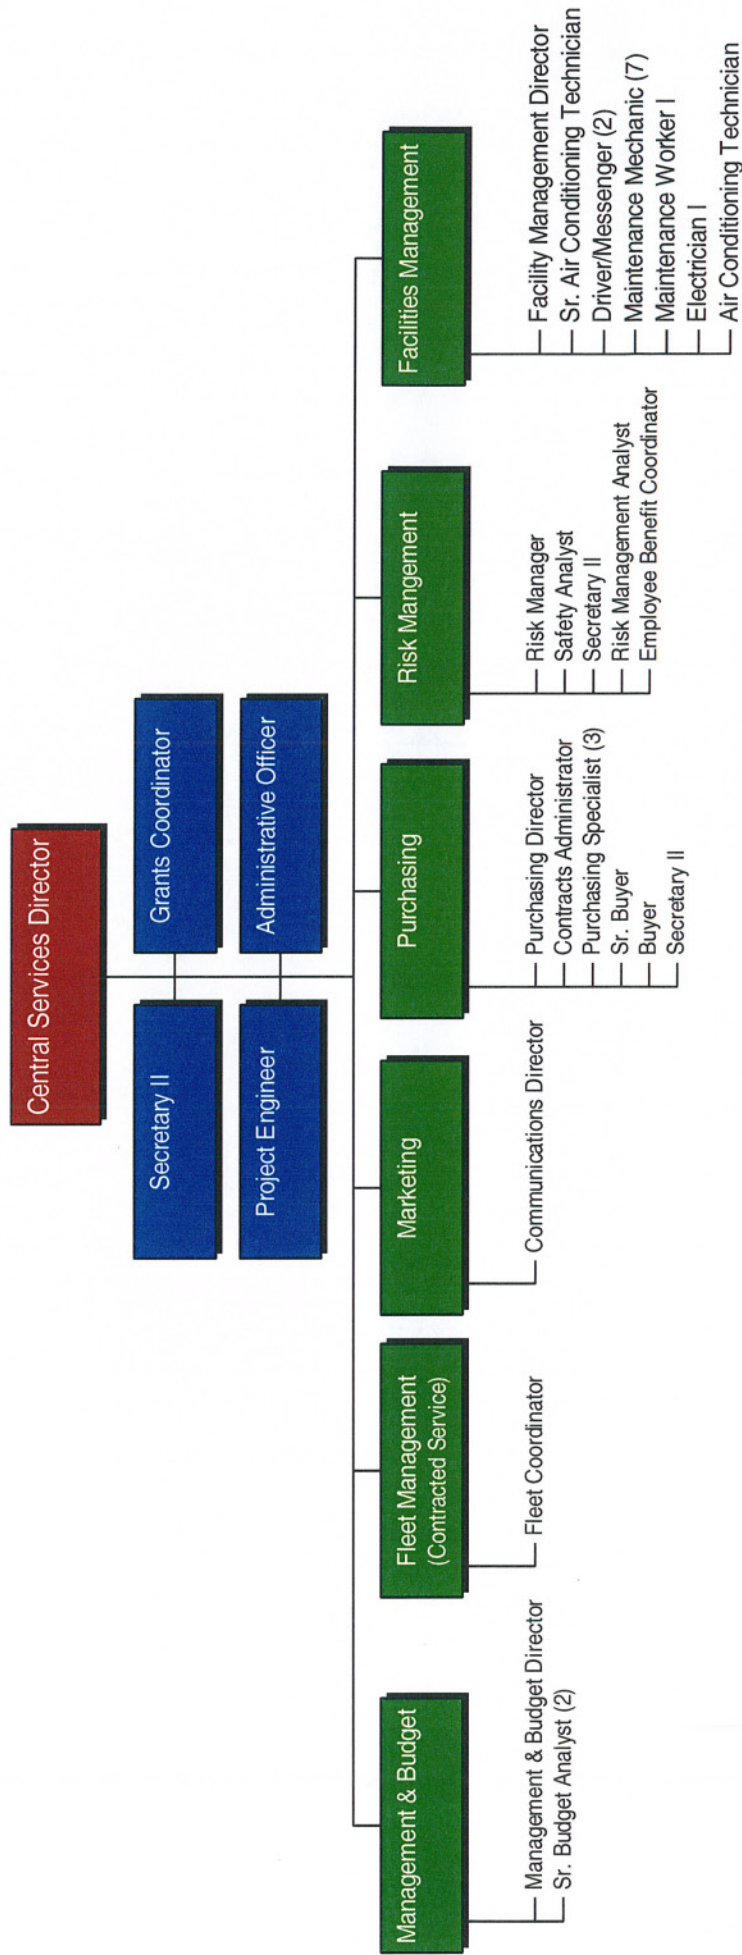 Central Services Director
Secretary II
Grants Coordinator
Project Engineer
Administrative Officer
Management & Budget
Management & Budget Director
Sr. Budget Analyst (2)
Fleet Management
(Contracted Service)
Fleet Coordinator
Marketing
Communications Director
Purchasing
Purchasing Director
Contracts Administrator
Purchasing Specialist (3)
Sr. Buyer
Buyer
Secretary II
Risk Mangement
Risk Manager
Safety Analyst
Secretary II
Risk Management Analyst
Employee Benefit Coordinator
Facilities Management
Facility Management Director
Sr. Air Conditioning Technician
Driver/Messenger (2)
Maintenance Mechanic (7)
Maintenance Worker I
Electrician I
Air Conditioning Technician